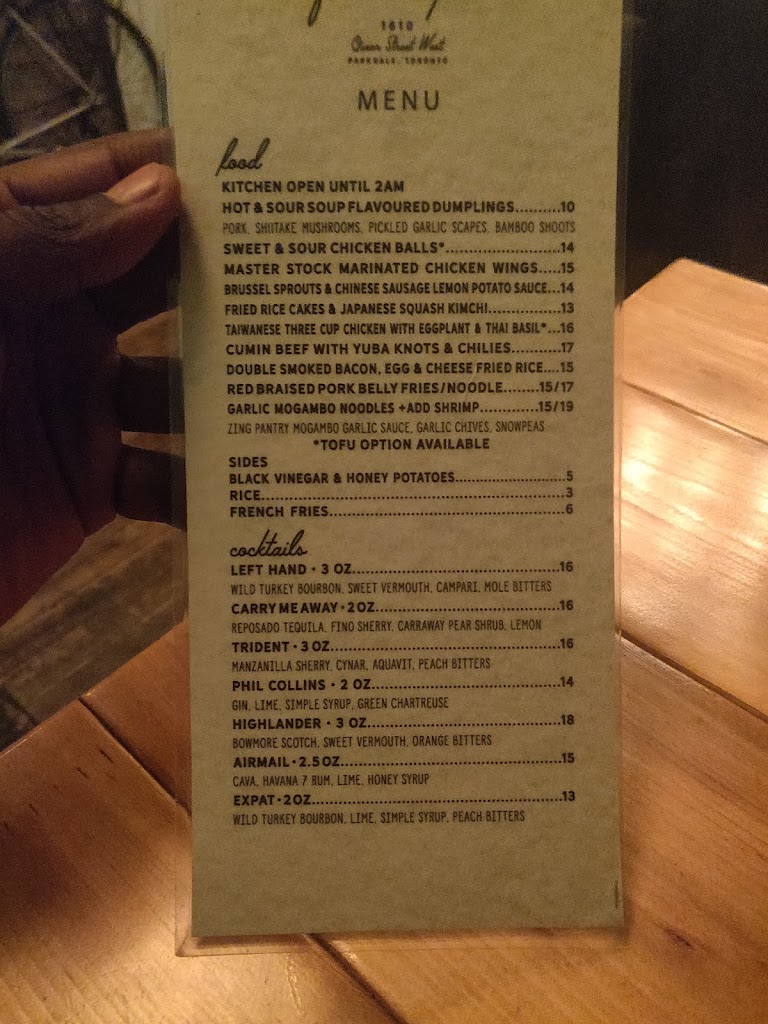 1610
Queen Street West
PARKDALE, TORONTO
MENU
food
KITCHEN OPEN UNTIL 2AM
HOT & SOUR SOUP FLAVOURED DUMPLINGS..........10
PORK, SHIITAKE MUSHROOMS, PICKLED GARLIC SCAPES, BAMBOO SHOOTS
SWEET & SOUR CHICKEN BALLS*.......................14
MASTER STOCK MARINATED CHICKEN WINGS.....15
BRUSSEL SPROUTS & CHINESE SAUSAGE LEMON POTATO SAUCE...14
FRIED RICE CAKES & JAPANESE SQUASH KIMCHI...............13
TAIWANESE THREE CUP CHICKEN WITH EGGPLANT & THAI BASIL*...16
CUMIN BEEF WITH YUBA KNOTS & CHILIES...........17
DOUBLE SMOKED BACON, EGG & CHEESE FRIED RICE....15
RED BRAISED PORK BELLY FRIES/NOODLE........15/17
GARLIC MOGAMBO NOODLES +ADD SHRIMP.............15/19
ZING PANTRY MOGAMBO GARLIC SAUCE, GARLIC CHIVES, SNOWPEAS
*TOFU OPTION AVAILABLE
SIDES
BLACK VINEGAR & HONEY POTATOES..........................5
RICE.................................................................3
FRENCH FRIES.....................................................6
cocktails
LEFT HAND • 3 OZ.............................................16
WILD TURKEY BOURBON, SWEET VERMOUTH, CAMPARI, MOLE BITTERS
CARRY ME AWAY • 2 OZ........................................16
REPOSADO TEQUILA, FINO SHERRY, CARRAWAY PEAR SHRUB, LEMON
TRIDENT • 3 OZ.................................................16
MANZANILLA SHERRY, CYNAR, AQUAVIT, PEACH BITTERS
PHIL COLLINS • 2 OZ.........................................14
GIN, LIME, SIMPLE SYRUP, GREEN CHARTREUSE
HIGHLANDER • 3 OZ..........................................18
BOWMORE SCOTCH, SWEET VERMOUTH, ORANGE BITTERS
AIRMAIL • 2.5 OZ...............................................15
CAVA, HAVANA 7 RUM, LIME, HONEY SYRUP
EXPAT • 2 OZ.....................................................13
WILD TURKEY BOURBON, LIME, SIMPLE SYRUP, PEACH BITTERS